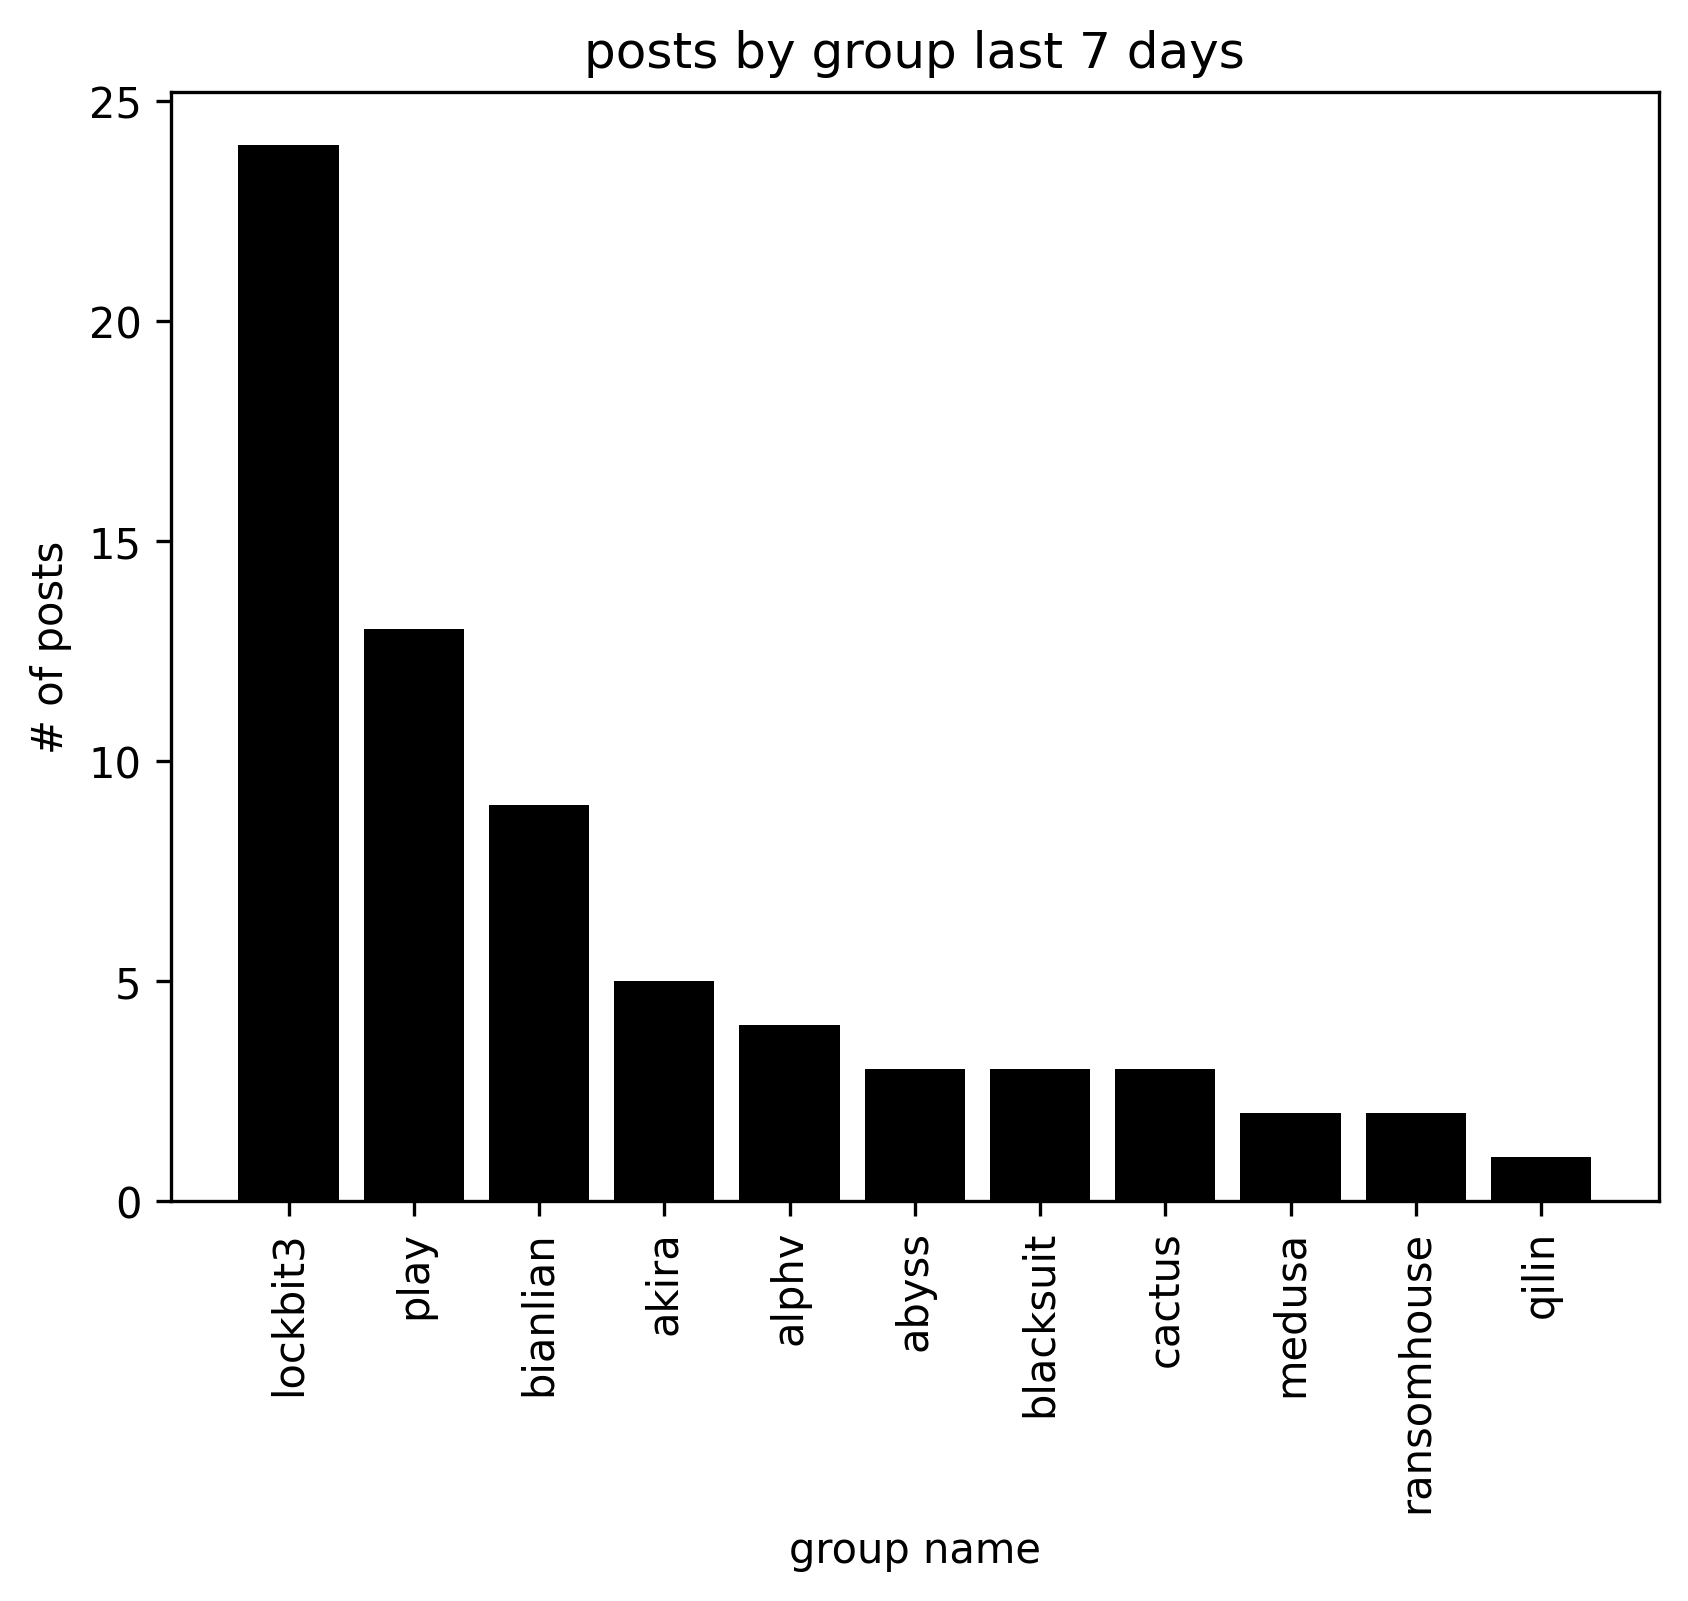 posts by group last 7 days
# of posts
25
20
15
10
5
0
lockbit3
play
bianlian
akira
alphv
abyss
blacksuit
cactus
medusa
ransomhouse
qilin
group name